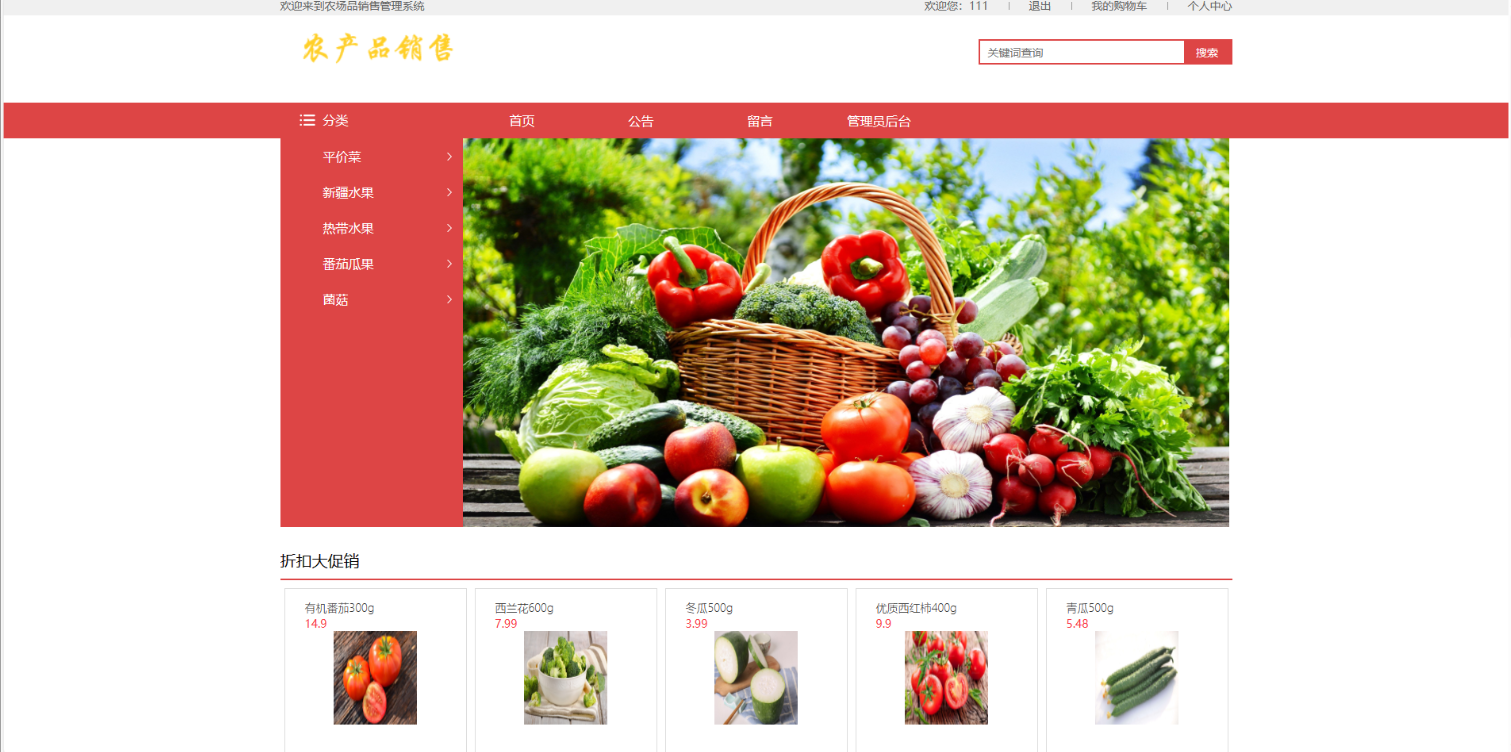 欢迎来到农场品销售管理系统 欢迎您：111 | 退出 | 我的购物车 | 个人中心
农产品销售
关键词查询 搜索
分类 首页 公告 留言 管理员后台
平价菜
新疆水果
热带水果
番茄瓜果
菌菇
折扣大促销
有机番茄300g 西兰花600g 冬瓜500g 优质西红柿400g 青瓜500g
14.9 7.99 3.99 9.9 5.48